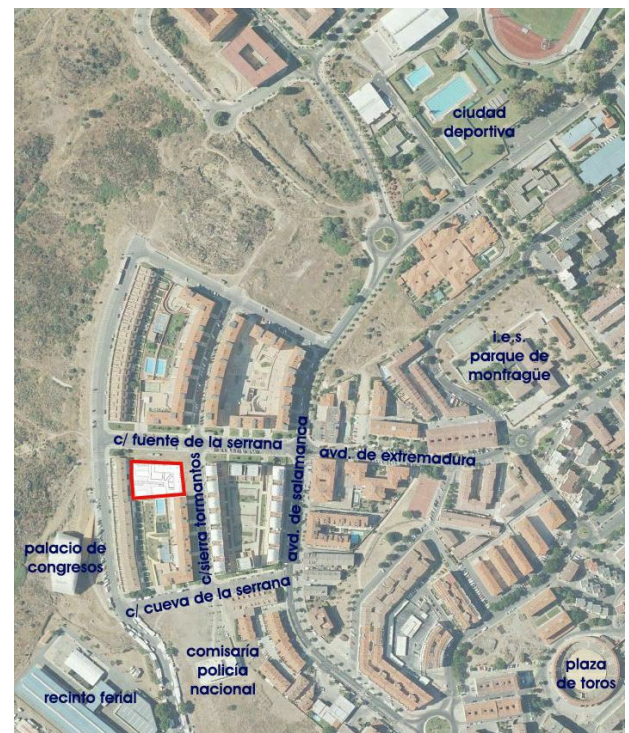 ciudad
deportiva
i.e.s.
parque de
monfragüe
c/ fuente de la serrana
avd. de extremadura
avd. de salamanca
c/sierra tormantos
palacio de
congresos
c/ cueva de la serrana
comisaría
policía
nacional
recinto ferial
plaza
de toros